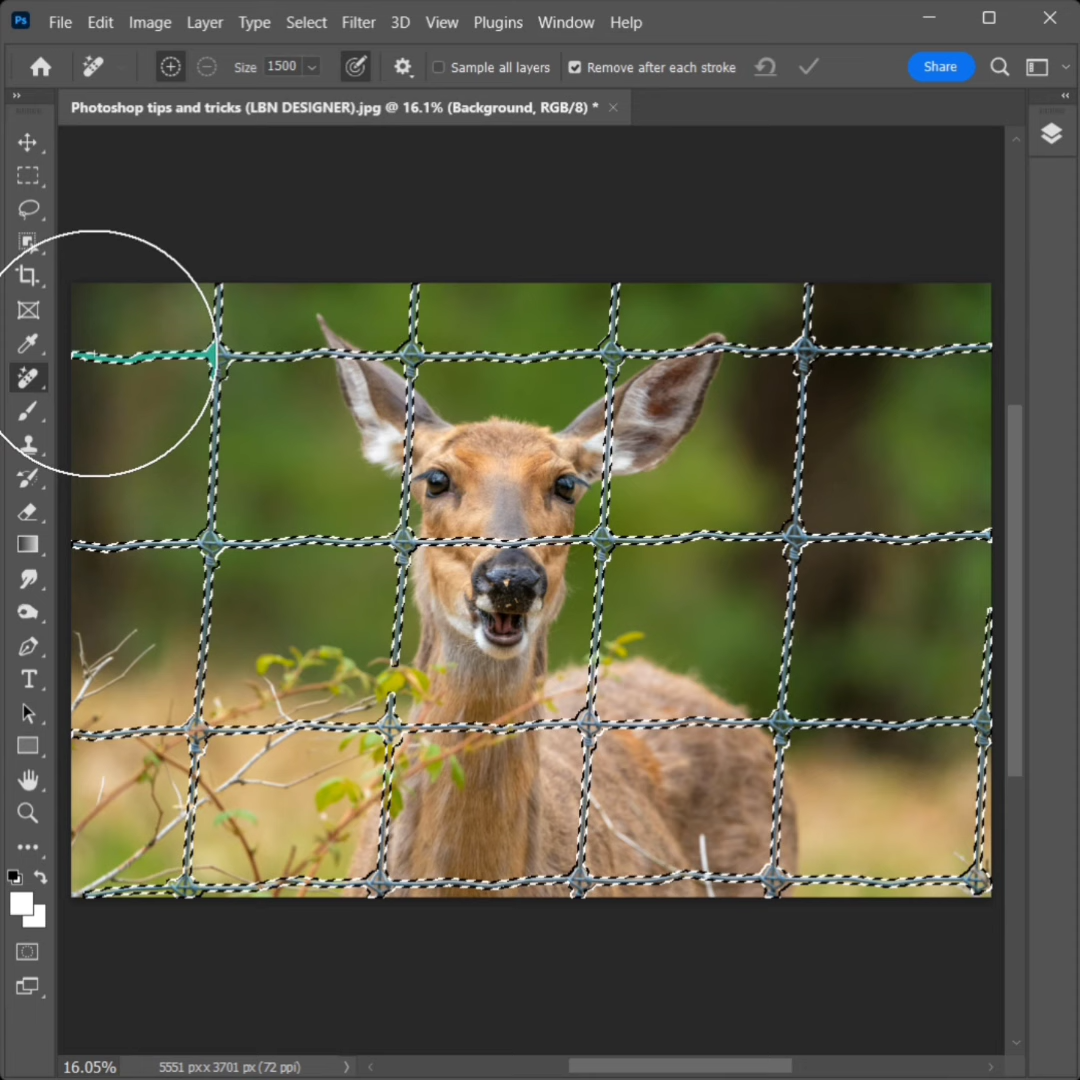 Ps File Edit Image Layer Type Select Filter 3D View Plugins Window Help
Size 1500 Sample all layers Remove after each stroke Share
Photoshop tips and tricks (LBN DESIGNER).jpg @ 16.1% (Background, RGB/8) * ×
T
16.05% 5551 px x 3701 px (72 ppi)